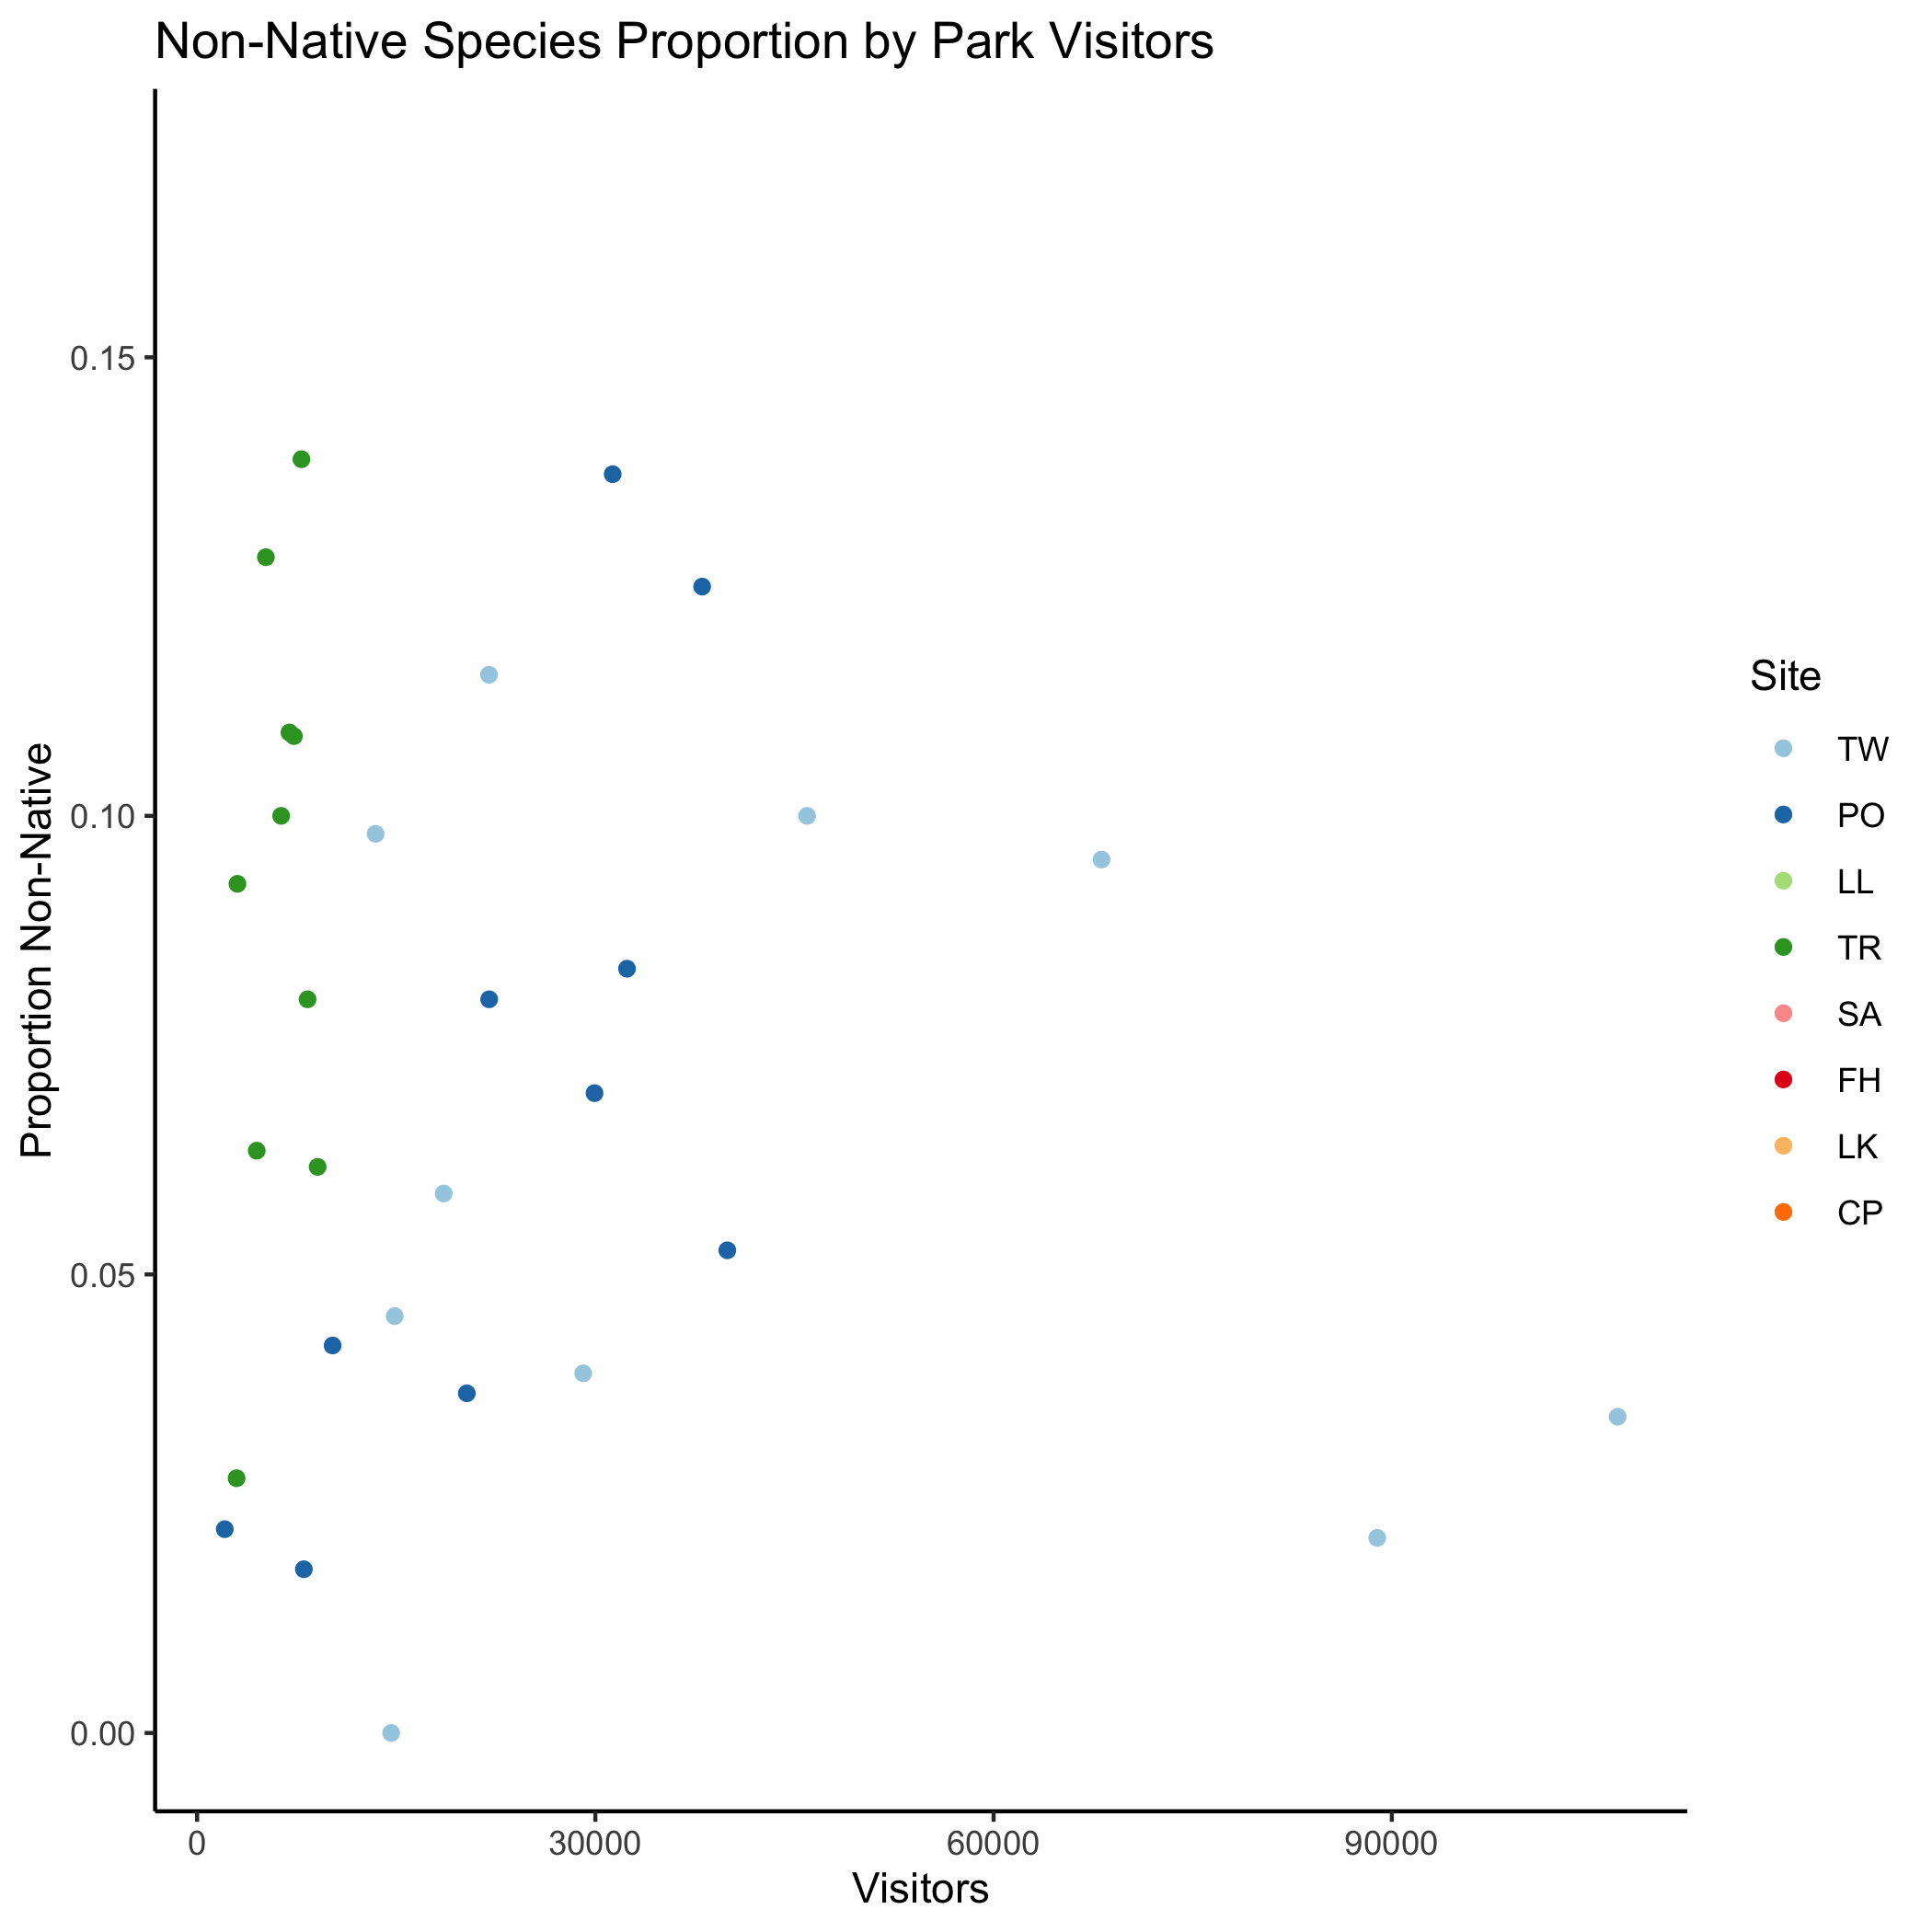 Non-Native Species Proportion by Park Visitors
Proportion Non-Native
0.15
0.10
0.05
0.00
0
30000
60000
90000
Visitors
Site
TW
PO
LL
TR
SA
FH
LK
CP